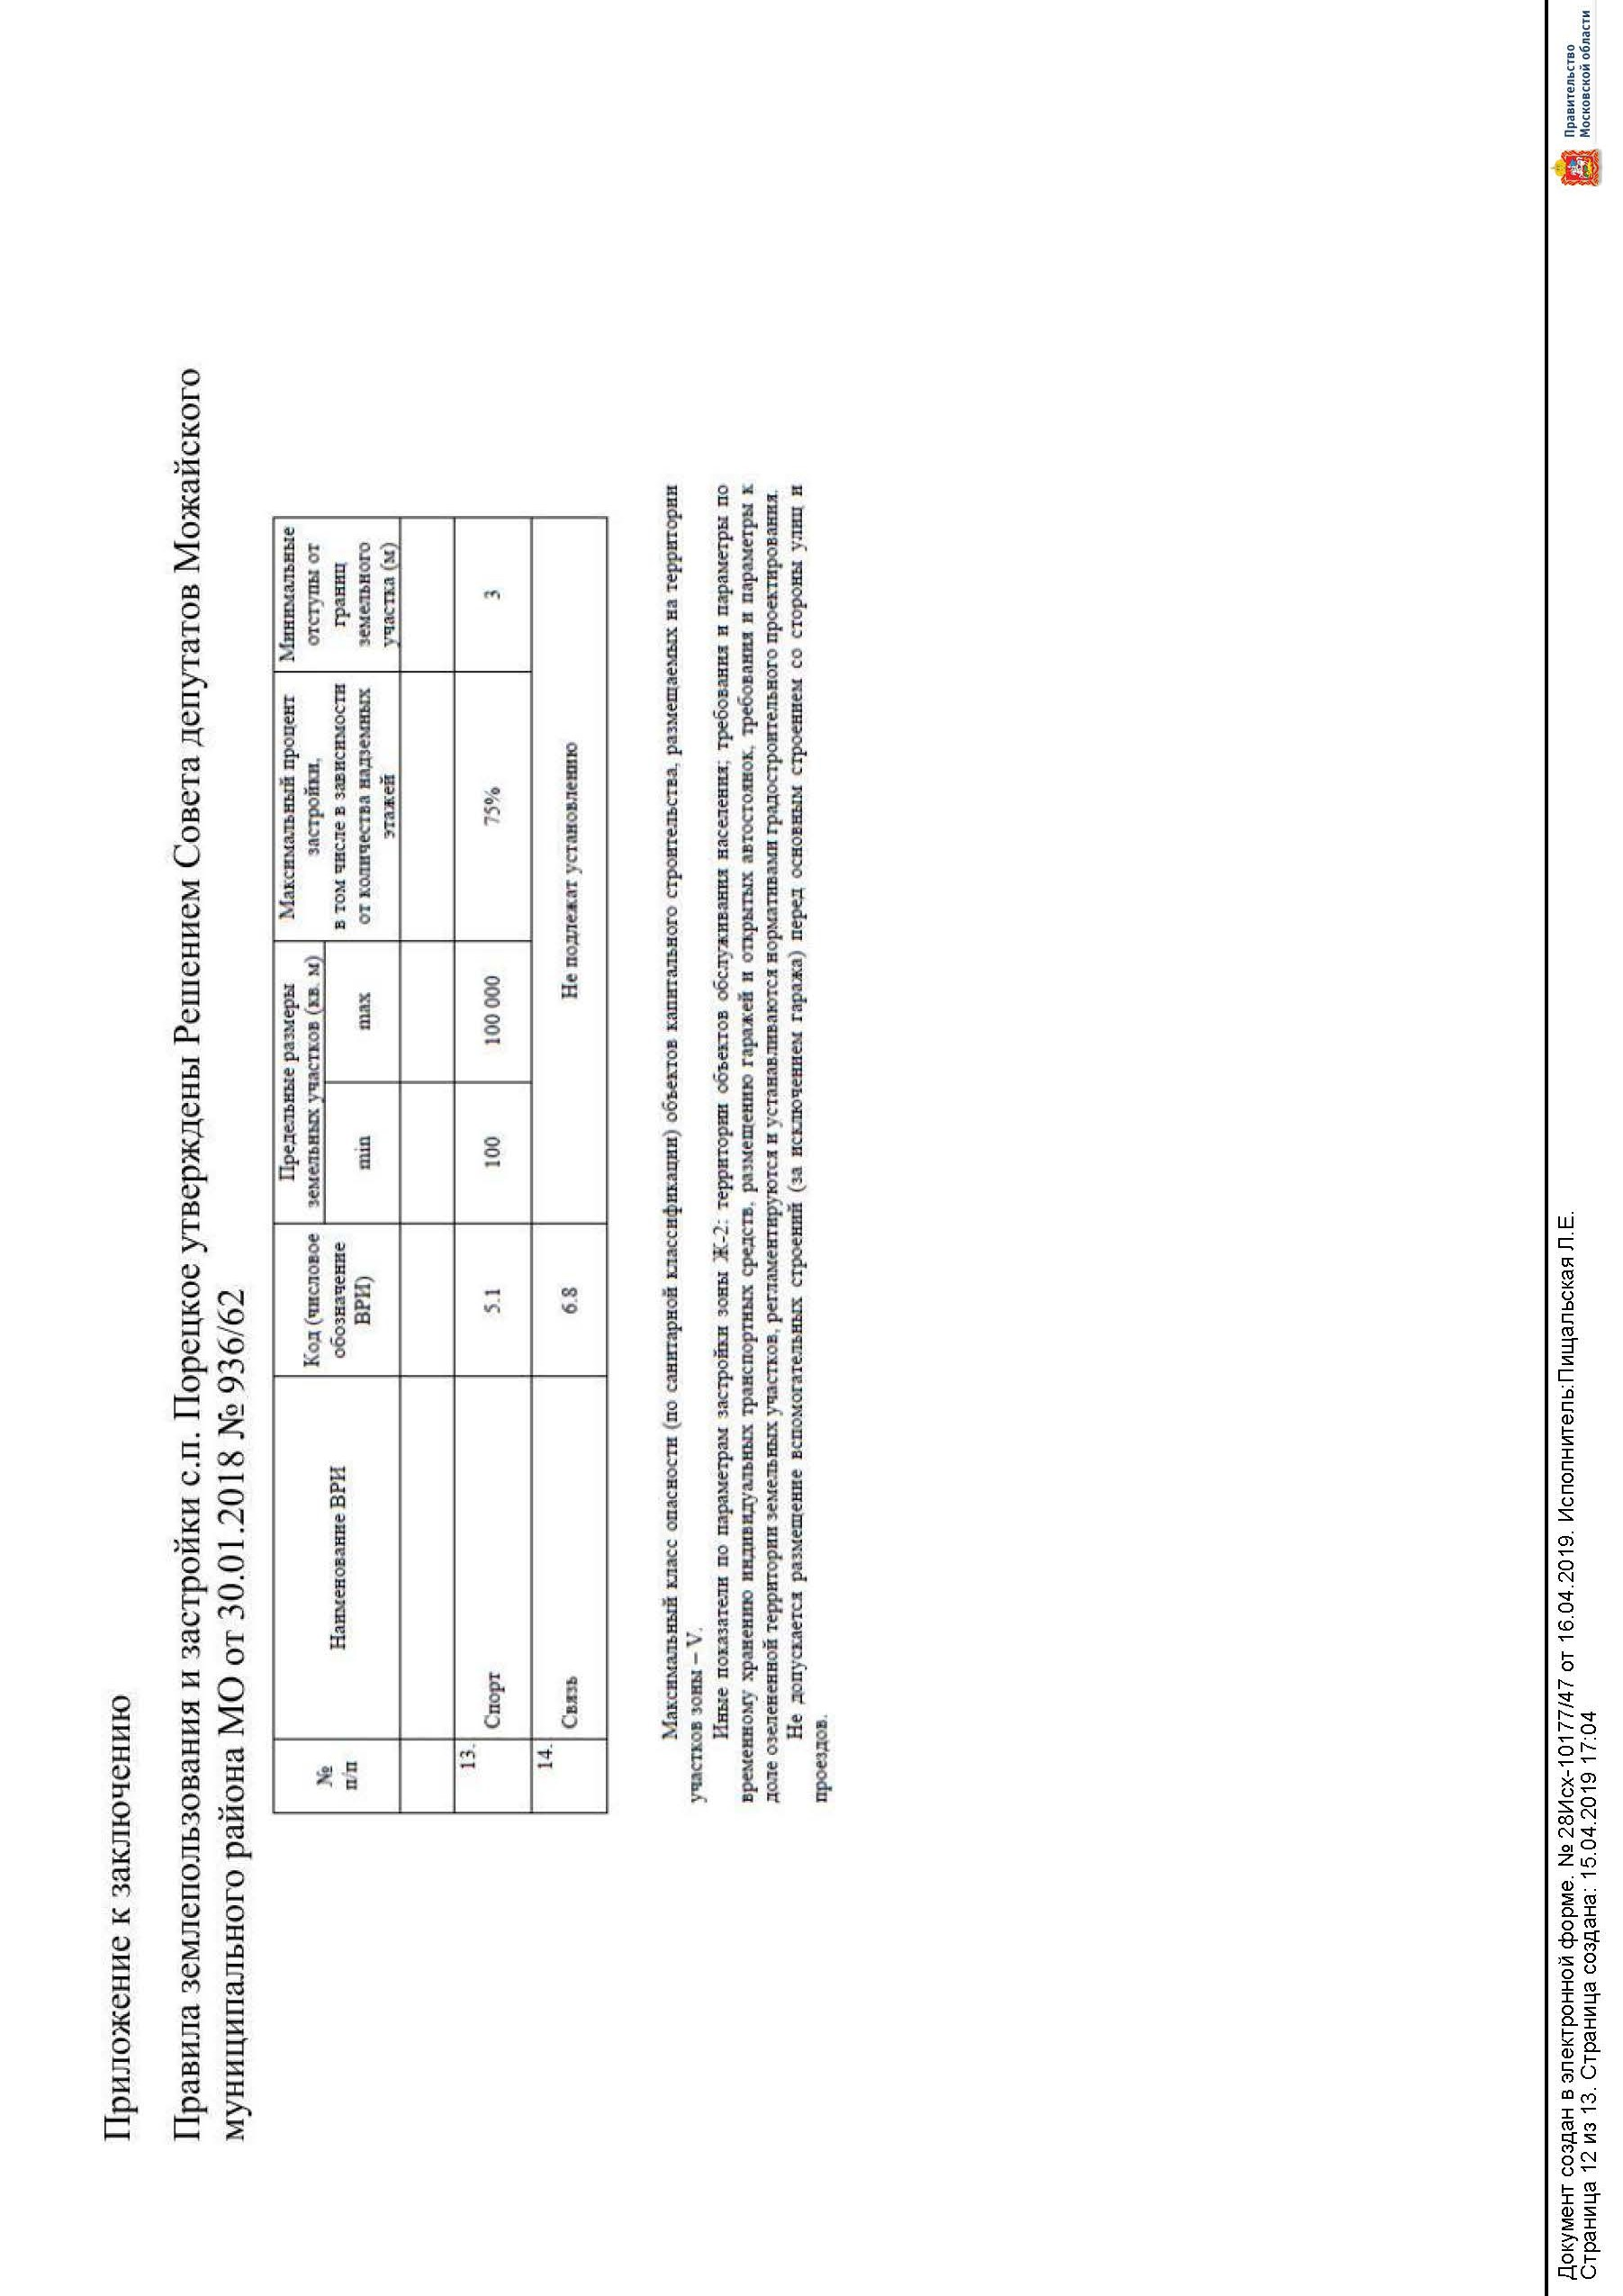 Приложение к заключению
Правила землепользования и застройки с.п. Порецкое утверждены Решением Совета депутатов Можайского
муниципального района МО от 30.01.2018 № 936/62
№
п/п
Наименование ВРИ
Код (числовое
обозначение
ВРИ)
Предельные размеры
земельных участков (кв. м)
min
max
Максимальный процент
застройки,
в том числе в зависимости
от количества надземных
этажей
Минимальные
отступы от
границ
земельного
участка (м)
13. Спорт 5.1 100 100 000 75% 3
14. Связь 6.8 Не подлежат установлению
Максимальный класс опасности (по санитарной классификации) объектов капитального строительства, размещаемых на территории
участков зоны – V.
Иные показатели по параметрам застройки зоны Ж-2: территории объектов обслуживания населения; требования и параметры по
временному хранению индивидуальных транспортных средств, размещению гаражей и открытых автостоянок, требования и параметры к
доле озелененной территории земельных участков, регламентируются и устанавливаются нормативами градостроительного проектирования.
Не допускается размещение вспомогательных строений (за исключением гаража) перед основным строением со стороны улиц и
проездов.
Документ создан в электронной форме. № 28Исх-10177/47 от 16.04.2019. Исполнитель:Пищальская Л.Е.
Страница 12 из 13. Страница создана: 15.04.2019 17:04
Правительство
Московской области